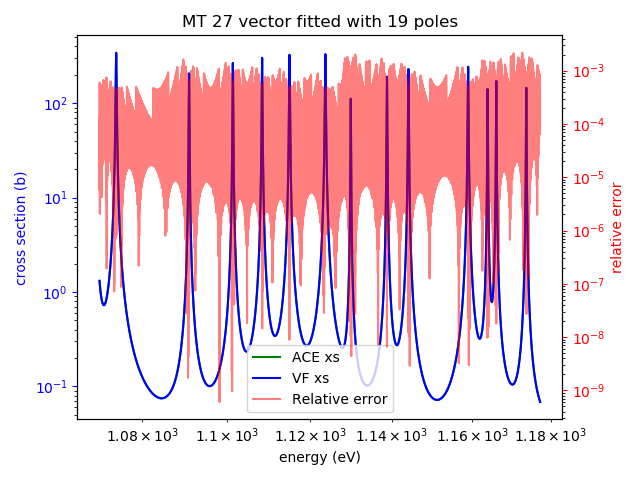 MT 27 vector fitted with 19 poles
cross section (b)
10²
10¹
10⁰
10⁻¹
10⁻³
10⁻⁴
10⁻⁵
10⁻⁶
10⁻⁷
10⁻⁸
10⁻⁹
relative error
ACE xs
VF xs
Relative error
1.08 × 10³ 1.1 × 10³ 1.12 × 10³ 1.14 × 10³ 1.16 × 10³ 1.18 × 10³
energy (eV)